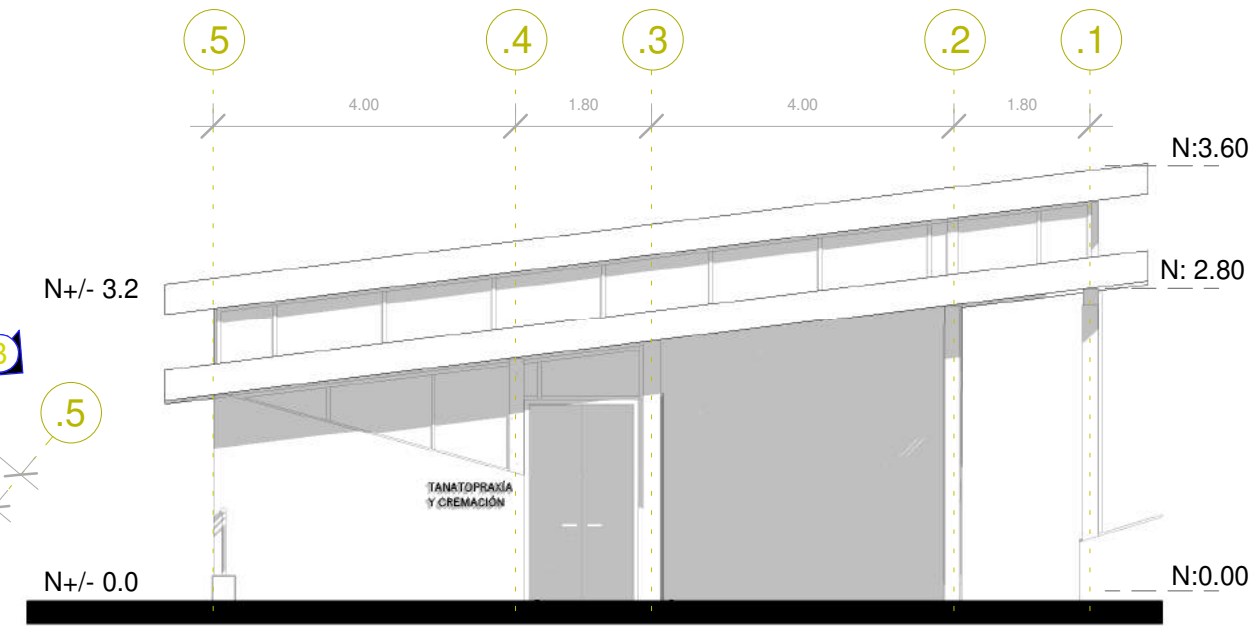 .5 .4 .3 .2 .1
4.00 1.80 4.00 1.80
N:3.60
N: 2.80
N+/- 3.2
.5
TANATOPRAXÍA
Y CREMACIÓN
N+/- 0.0
N:0.00